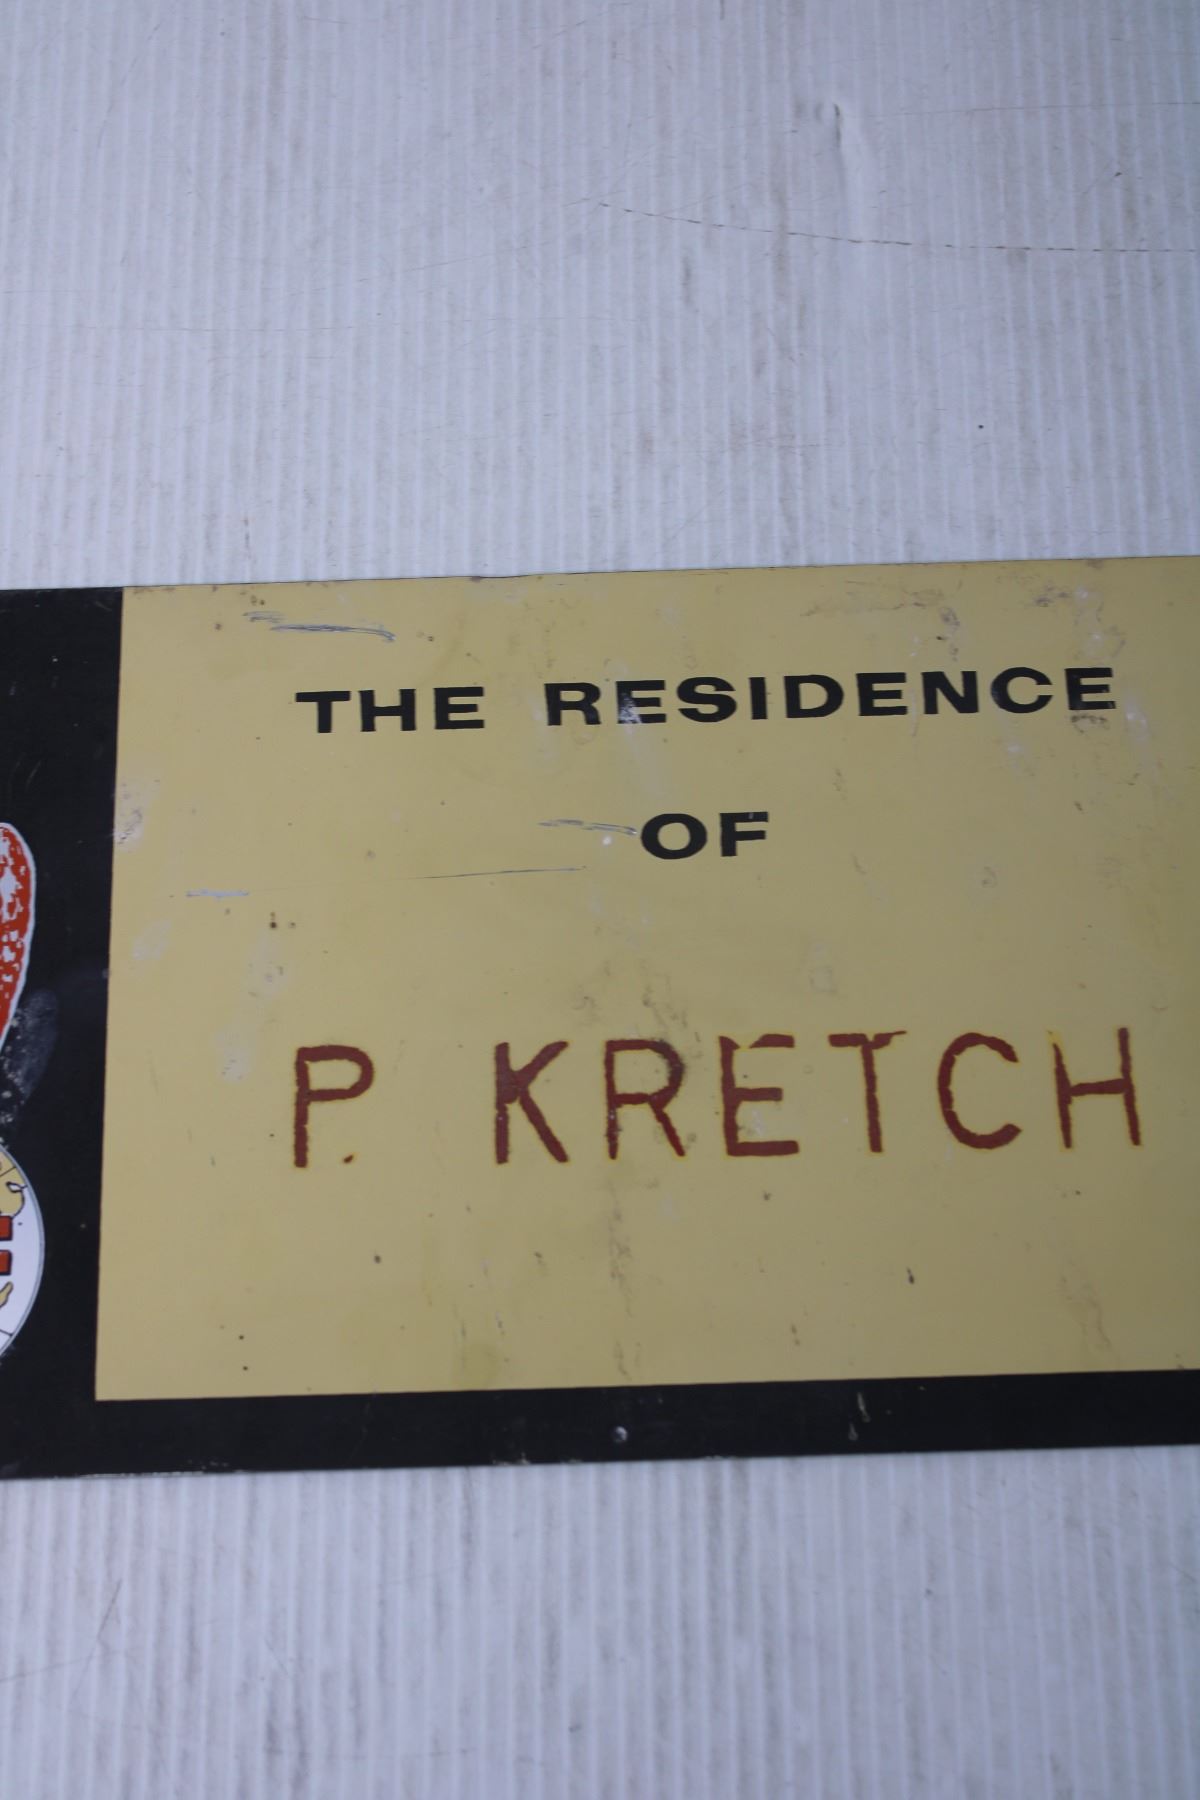 THE RESIDENCE
OF
P. KRETCH